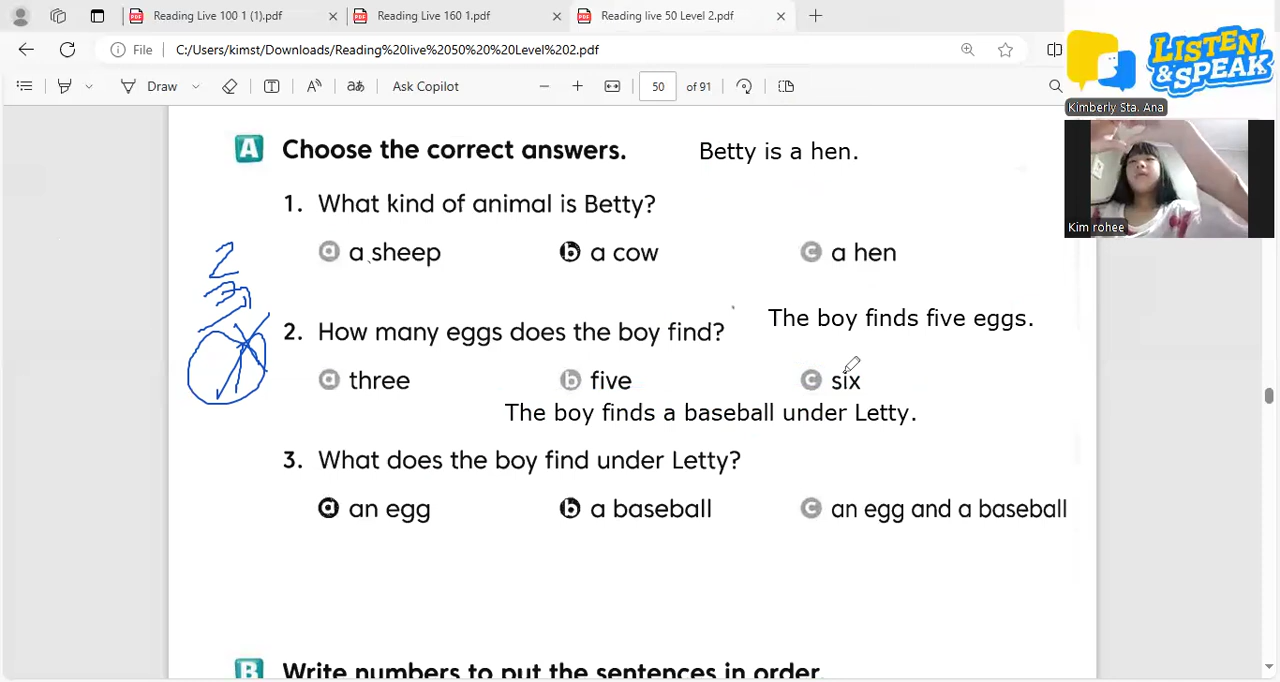 Reading Live 100 1 (1).pdf
Reading Live 160 1.pdf
Reading live 50 Level 2.pdf
File
C:/Users/kimst/Downloads/Reading%20live%2050%20%20Level%202.pdf
Draw
Ask Copilot
50 of 91
LISTEN & SPEAK
Kimberly Sta. Ana
Kim rohee
A Choose the correct answers.
Betty is a hen.
1. What kind of animal is Betty?
a a sheep
b a cow
c a hen
2
The boy finds five eggs.
2. How many eggs does the boy find?
a three
b five
c six
The boy finds a baseball under Letty.
3. What does the boy find under Letty?
a an egg
b a baseball
c an egg and a baseball
B Write numbers to put the sentences in order.